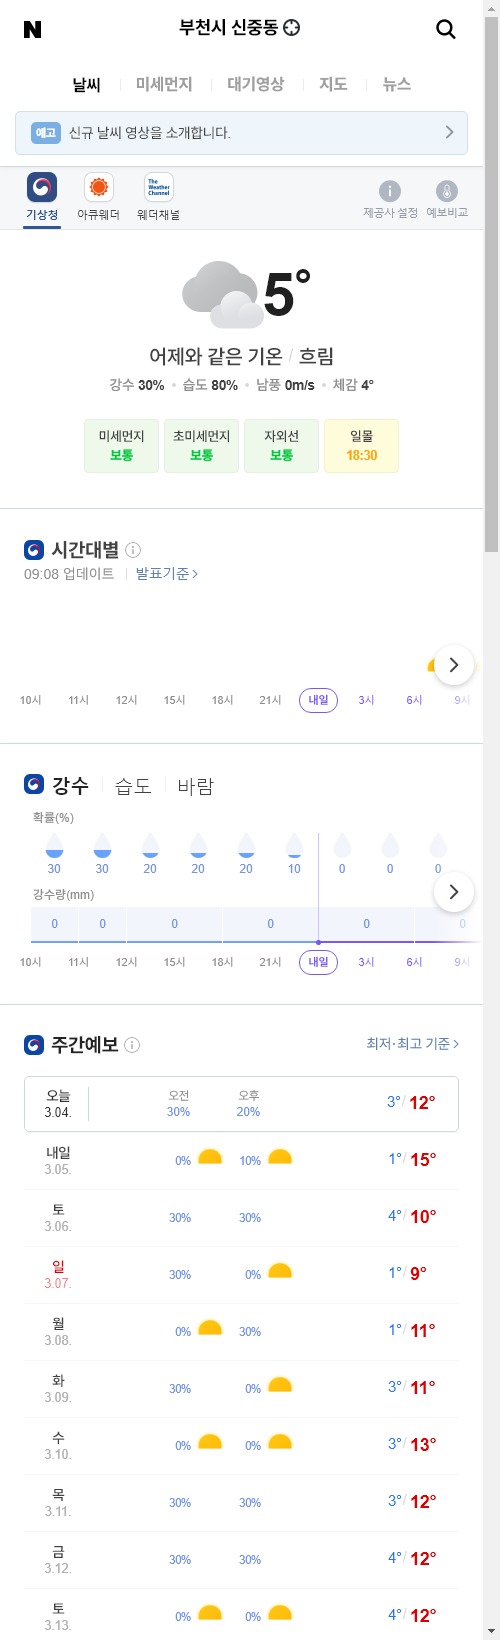 N 부천시 신중동
날씨 미세먼지 대기영상 지도 뉴스
예고 신규 날씨 영상을 소개합니다.
The Weather Channel
기상청 아큐웨더 웨더채널 제공사 설정 예보비교
5°
어제와 같은 기온 / 흐림
강수 30% 습도 80% 남풍 0m/s 체감 4°
미세먼지 초미세먼지 자외선 일몰
보통 보통 보통 18:30
시간대별
09:08 업데이트 발표기준 >
10시 11시 12시 15시 18시 21시 내일 3시 6시 9시
강수 습도 바람
확률(%)
30 30 20 20 20 10 0 0 0
강수량(mm)
0 0 0 0 0 0
10시 11시 12시 15시 18시 21시 내일 3시 6시 9시
주간예보 최저·최고 기준 >
오늘 오전 오후
3.04. 30% 20% 3°/ 12°
내일
3.05. 0% 10% 1°/ 15°
토
3.06. 30% 30% 4°/ 10°
일
3.07. 30% 0% 1°/ 9°
월
3.08. 0% 30% 1°/ 11°
화
3.09. 30% 0% 3°/ 11°
수
3.10. 0% 0% 3°/ 13°
목
3.11. 30% 30% 3°/ 12°
금
3.12. 30% 30% 4°/ 12°
토
3.13. 0% 0% 4°/ 12°